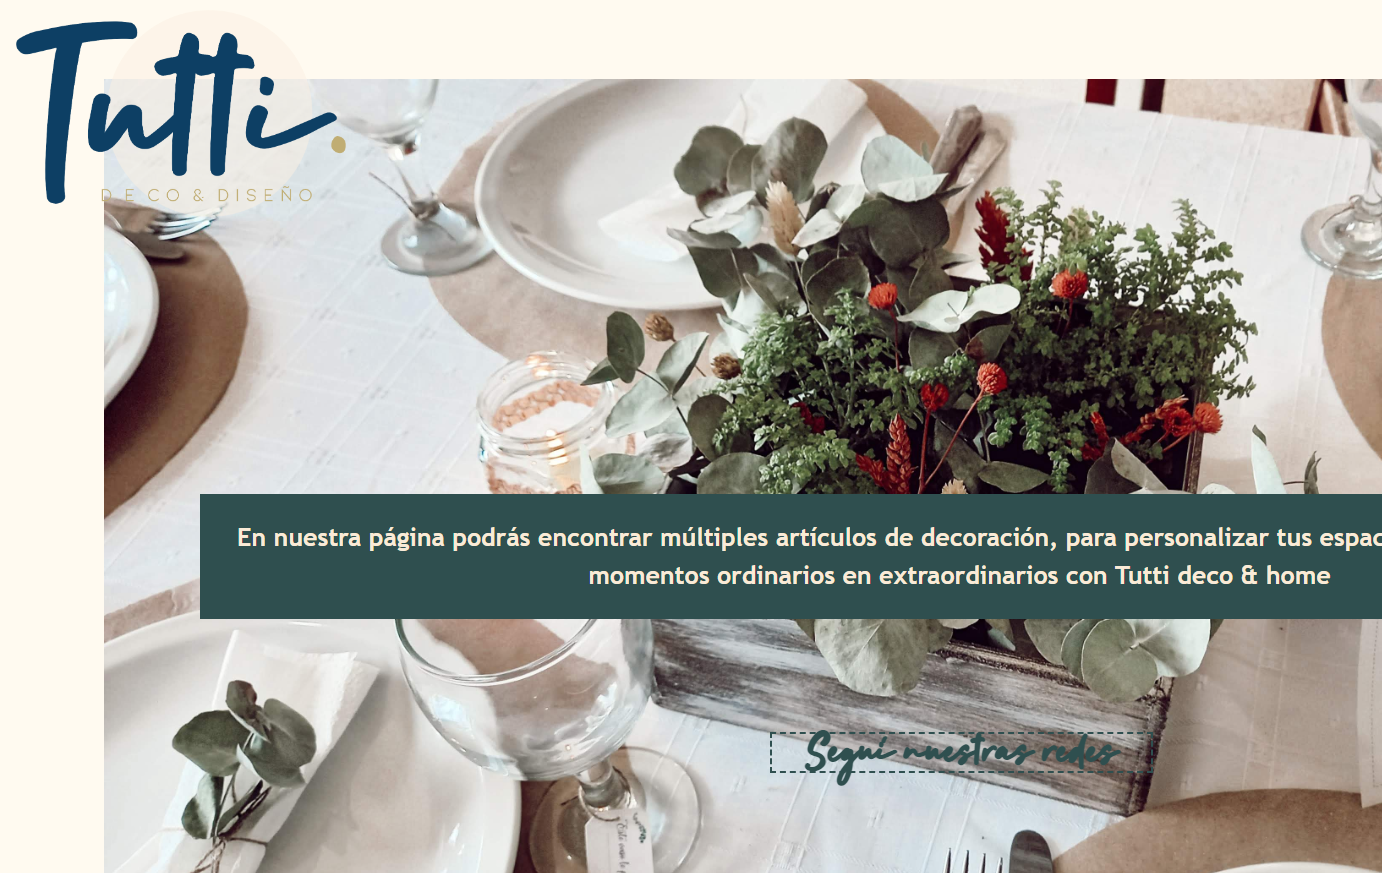 Tutti.
DECO & DISEÑO
En nuestra página podrás encontrar múltiples artículos de decoración, para personalizar tus espac
momentos ordinarios en extraordinarios con Tutti deco & home
Seguí nuestras redes